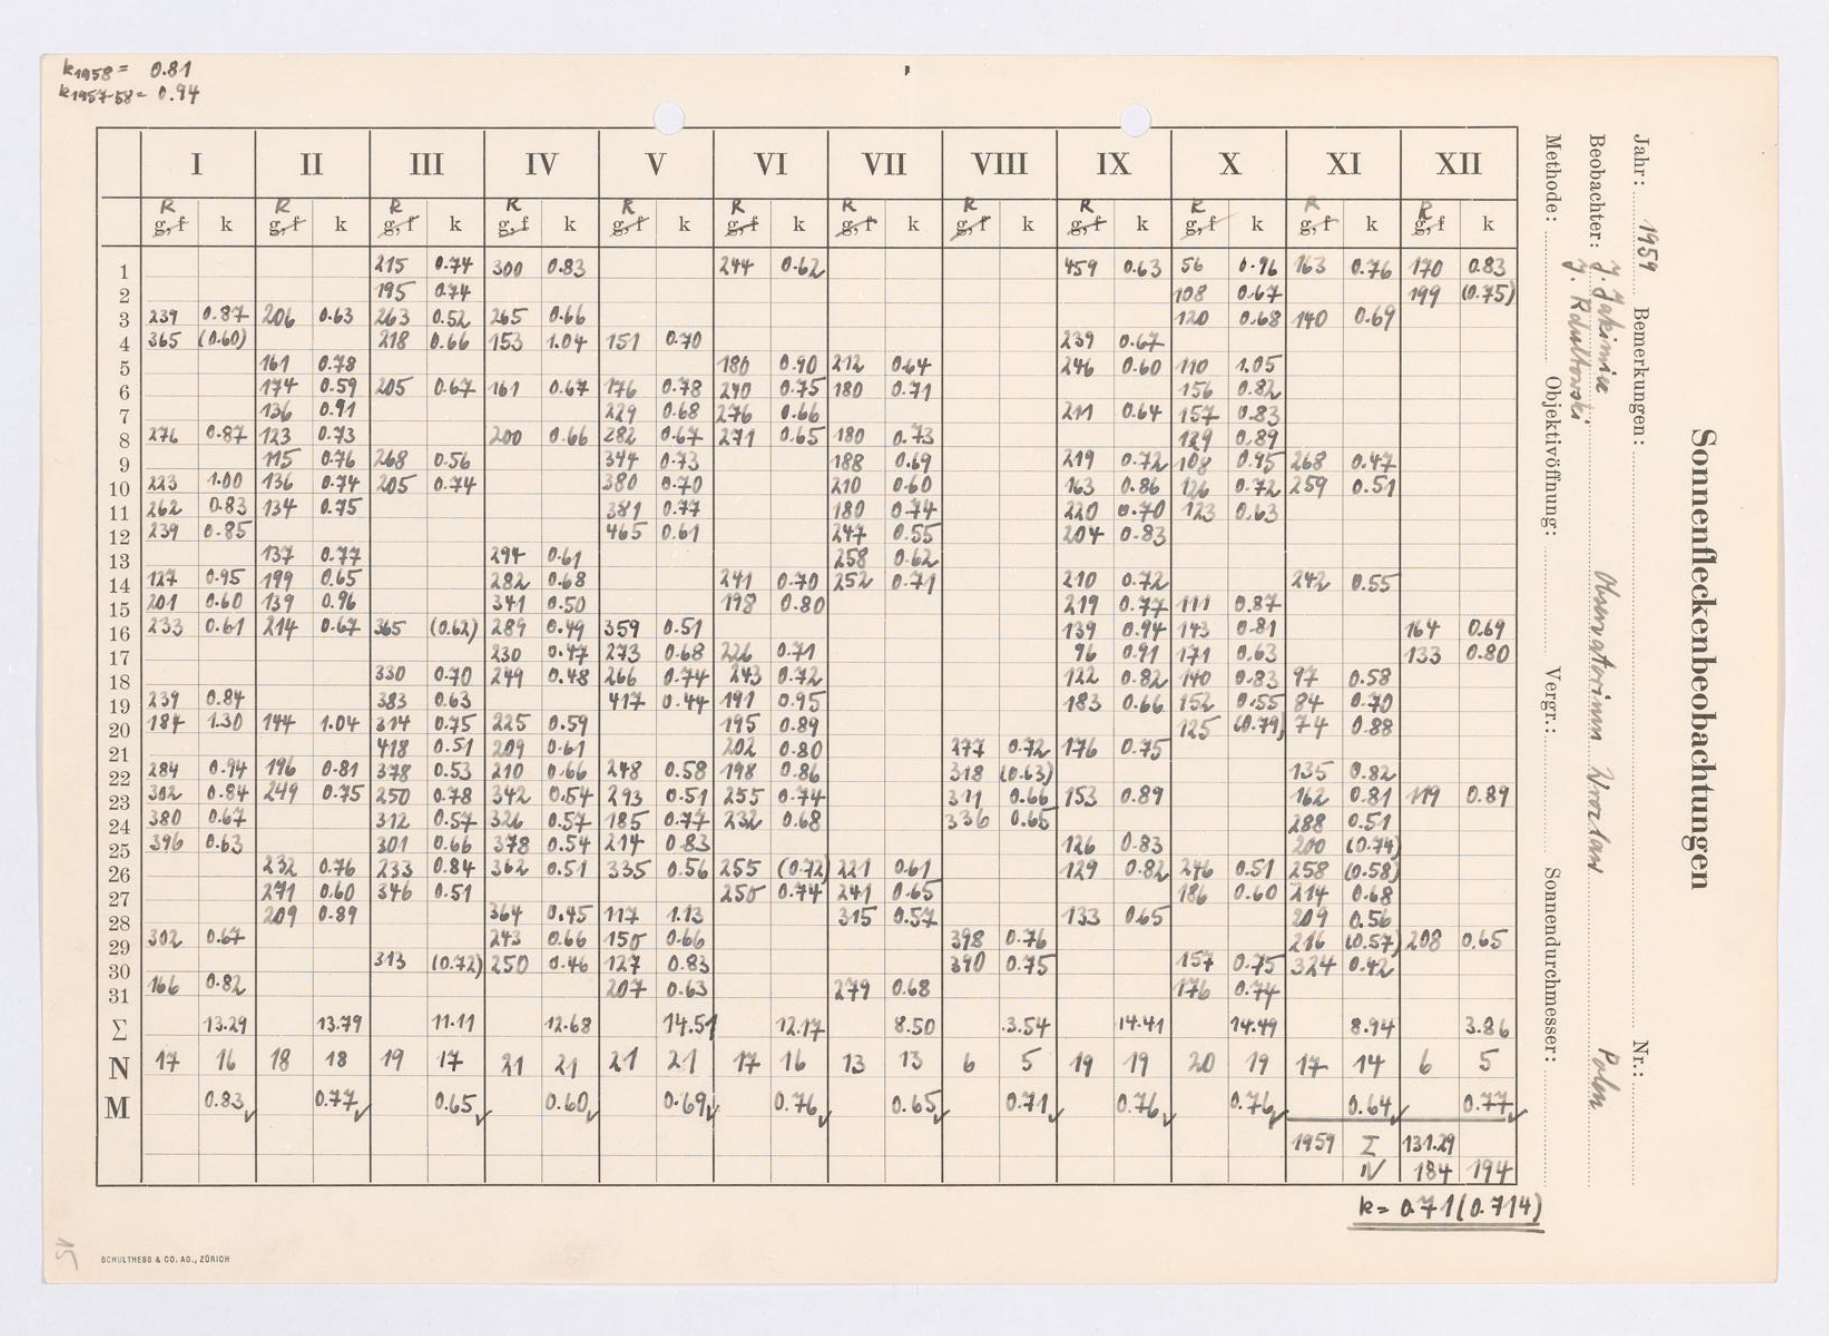 k1958 = 0.81
k1957-58 = 0.94
Sonnenfleckenbeobachtungen
Jahr: 1959 Bemerkungen: Nr.:
Beobachter: J. Jakimiec Observatorium Wrocław Polen
J. Rdultowski
Methode: Objektivöffnung: Vergr.: Sonnendurchmesser:
I II III IV V VI VII VIII IX X XI XII
R R R R R R R R R R R R
g, f k g, f k g, f k g, f k g, f k g, f k g, f k g, f k g, f k g, f k g, f k g, f k
1 215 0.74 300 0.83 244 0.62 459 0.63 56 0.96 163 0.76 170 0.83
2 195 0.74 108 0.67 199 (0.75)
3 239 0.87 206 0.63 263 0.52 265 0.66 120 0.68 140 0.69
4 365 (0.60) 218 0.66 153 1.04 151 0.70 239 0.67
5 161 0.78 180 0.90 212 0.64 246 0.60 110 1.05
6 174 0.59 205 0.67 161 0.67 176 0.78 240 0.75 180 0.71 156 0.82
7 136 0.91 229 0.68 276 0.66 211 0.64 157 0.83
8 276 0.87 123 0.73 200 0.66 282 0.67 271 0.65 180 0.73 129 0.89
9 115 0.76 268 0.56 344 0.73 188 0.69 219 0.72 108 0.95 268 0.47
10 223 1.00 136 0.74 205 0.74 380 0.70 210 0.60 163 0.86 126 0.72 259 0.51
11 262 0.83 134 0.75 381 0.77 180 0.74 220 0.70 123 0.63
12 239 0.85 465 0.61 247 0.55 204 0.83
13 137 0.77 294 0.61 258 0.62
14 127 0.95 199 0.65 282 0.68 241 0.70 252 0.71 210 0.72 242 0.55
15 201 0.60 139 0.96 341 0.50 198 0.80 219 0.77 111 0.87
16 233 0.61 214 0.67 365 (0.62) 289 0.49 359 0.51 139 0.94 143 0.81 164 0.69
17 230 0.47 273 0.68 226 0.71 96 0.91 171 0.63 133 0.80
18 330 0.70 249 0.48 266 0.74 243 0.72 122 0.82 140 0.83 97 0.58
19 239 0.84 383 0.63 417 0.44 191 0.95 183 0.66 152 0.55 84 0.70
20 184 1.30 144 1.04 314 0.75 225 0.59 195 0.89 125 (0.79) 74 0.88
21 418 0.51 209 0.61 202 0.80 277 0.72 176 0.75
22 284 0.94 196 0.81 378 0.53 210 0.66 248 0.58 198 0.86 318 (0.63) 135 0.82
23 302 0.84 249 0.75 250 0.78 342 0.54 293 0.51 255 0.74 311 0.66 153 0.89 162 0.81 119 0.89
24 380 0.67 312 0.57 326 0.57 185 0.77 232 0.68 336 0.65 288 0.51
25 396 0.63 301 0.66 378 0.54 214 0.83 126 0.83 200 (0.74)
26 232 0.76 233 0.84 362 0.51 335 0.56 255 (0.72) 221 0.61 129 0.82 246 0.51 258 (0.58)
27 271 0.60 346 0.51 250 0.74 241 0.65 186 0.60 214 0.68
28 209 0.89 364 0.45 117 1.13 315 0.57 133 0.65 209 0.56
29 302 0.67 243 0.66 150 0.66 398 0.76 216 (0.57) 208 0.65
30 313 (0.72) 250 0.46 127 0.83 390 0.75 157 0.75 324 0.42
31 166 0.82 207 0.63 279 0.68 176 0.74
Σ 13.29 13.79 11.11 12.68 14.51 12.17 8.50 3.54 14.41 14.49 8.94 3.86
N 17 16 18 18 19 17 21 21 21 21 17 16 13 13 6 5 19 19 20 19 17 14 6 5
M 0.83 0.77 0.65 0.60 0.69 0.76 0.65 0.71 0.76 0.76 0.64 0.77
1959 Σ 131.29
N 184 194
k = 0.71 (0.714)
SCHULTHESS & CO. AG., ZÜRICH